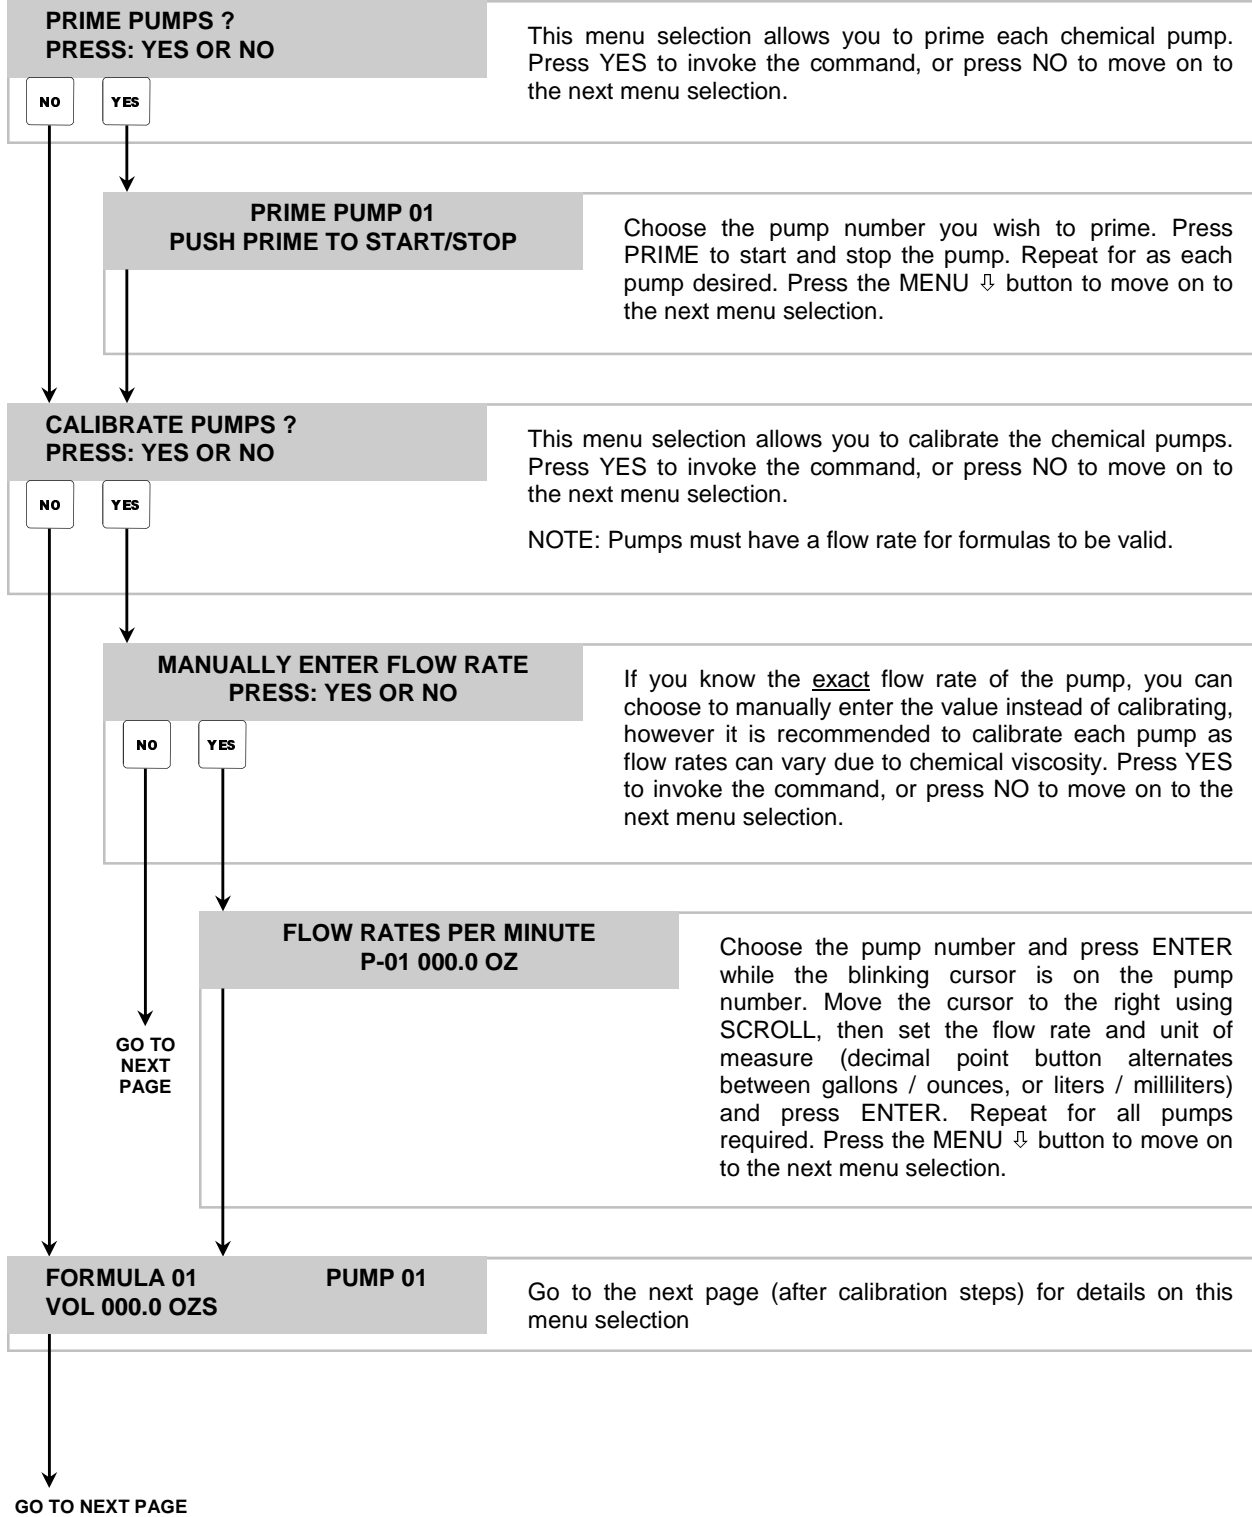 PRIME PUMPS ?
PRESS: YES OR NO
NO YES
This menu selection allows you to prime each chemical pump.
Press YES to invoke the command, or press NO to move on to
the next menu selection.
PRIME PUMP 01
PUSH PRIME TO START/STOP
Choose the pump number you wish to prime. Press
PRIME to start and stop the pump. Repeat for as each
pump desired. Press the MENU ⇩ button to move on to
the next menu selection.
CALIBRATE PUMPS ?
PRESS: YES OR NO
NO YES
This menu selection allows you to calibrate the chemical pumps.
Press YES to invoke the command, or press NO to move on to
the next menu selection.
NOTE: Pumps must have a flow rate for formulas to be valid.
MANUALLY ENTER FLOW RATE
PRESS: YES OR NO
NO YES
If you know the exact flow rate of the pump, you can
choose to manually enter the value instead of calibrating,
however it is recommended to calibrate each pump as
flow rates can vary due to chemical viscosity. Press YES
to invoke the command, or press NO to move on to the
next menu selection.
FLOW RATES PER MINUTE
P-01 000.0 OZ
Choose the pump number and press ENTER
while the blinking cursor is on the pump
number. Move the cursor to the right using
SCROLL, then set the flow rate and unit of
measure (decimal point button alternates
between gallons / ounces, or liters / milliliters)
and press ENTER. Repeat for all pumps
required. Press the MENU ⇩ button to move on
to the next menu selection.
GO TO
NEXT
PAGE
FORMULA 01 PUMP 01
VOL 000.0 OZS
Go to the next page (after calibration steps) for details on this
menu selection
GO TO NEXT PAGE